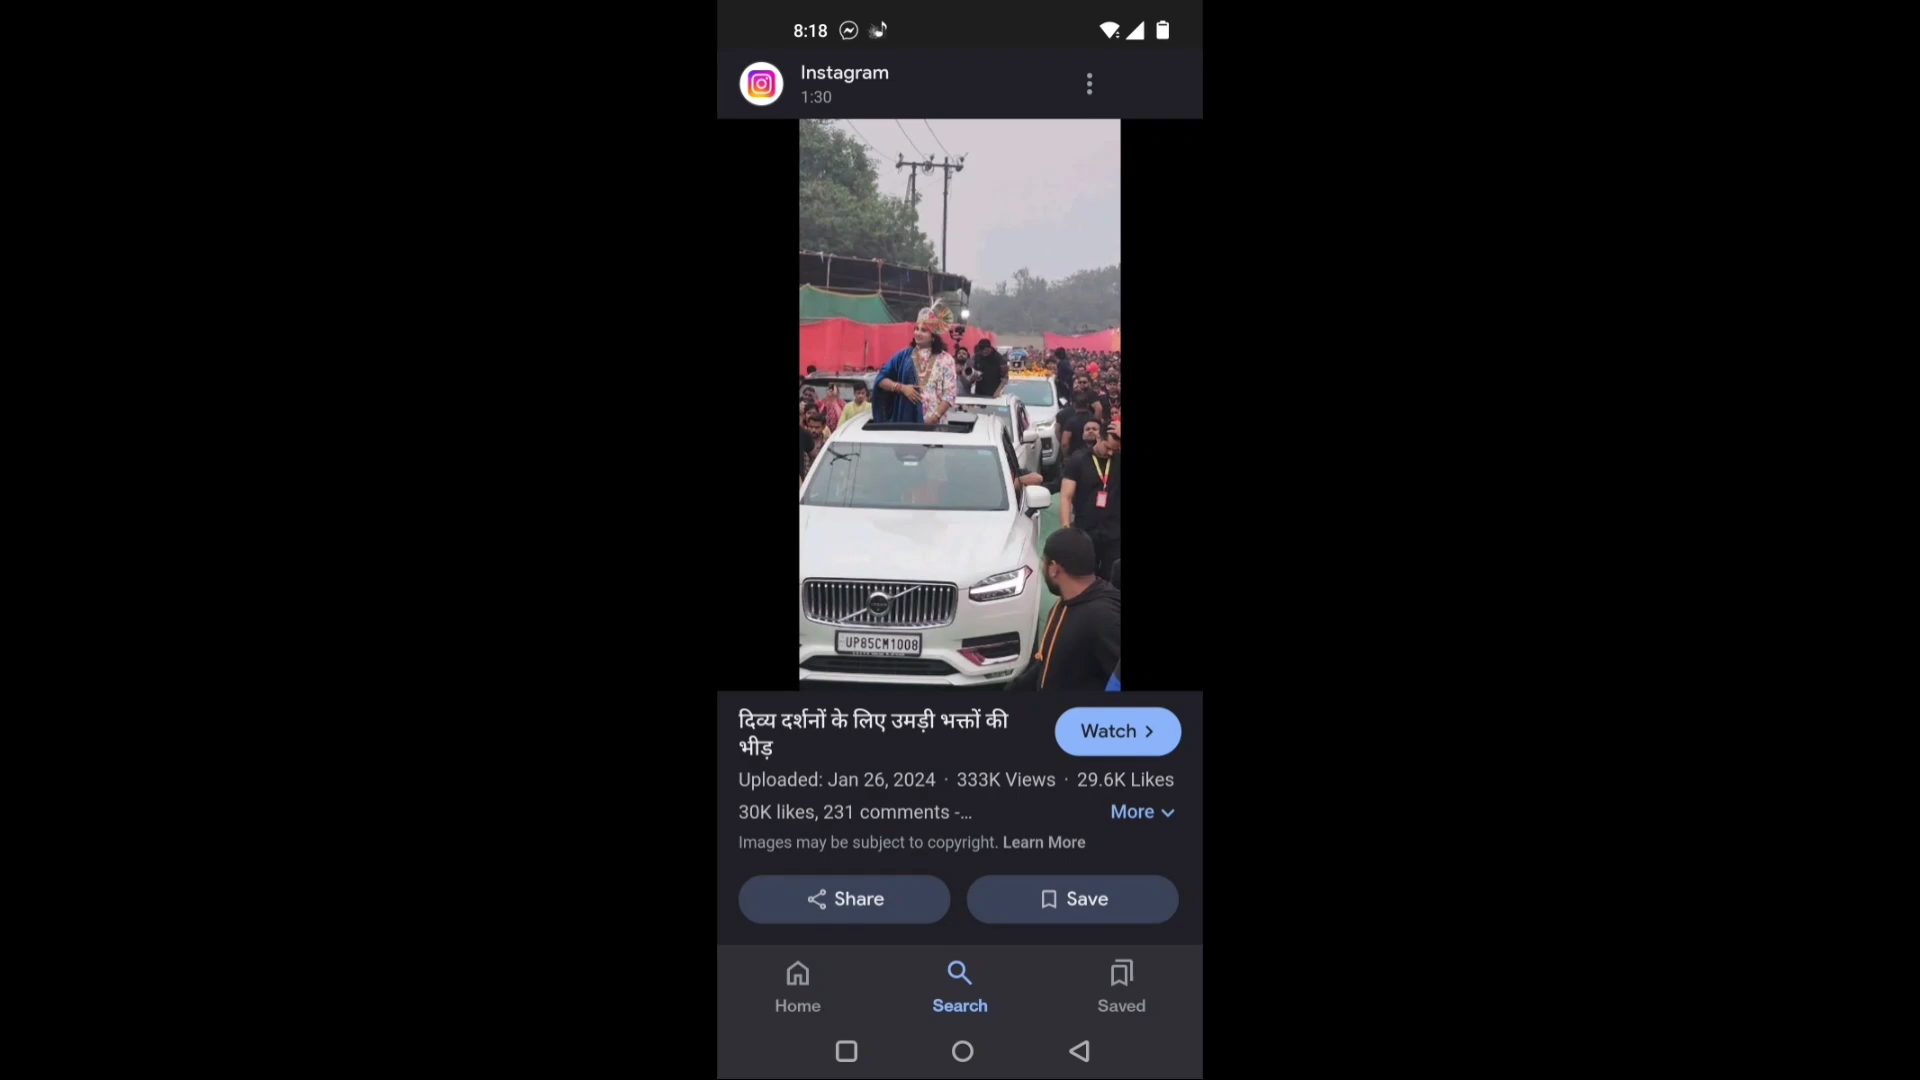 8:18
Instagram
1:30
UP85CM1008
दिव्य दर्शनों के लिए उमड़ी भक्तों की
भीड़
Watch
Uploaded: Jan 26, 2024 · 333K Views · 29.6K Likes
30K likes, 231 comments -...
More
Images may be subject to copyright. Learn More
Share
Save
Home
Search
Saved